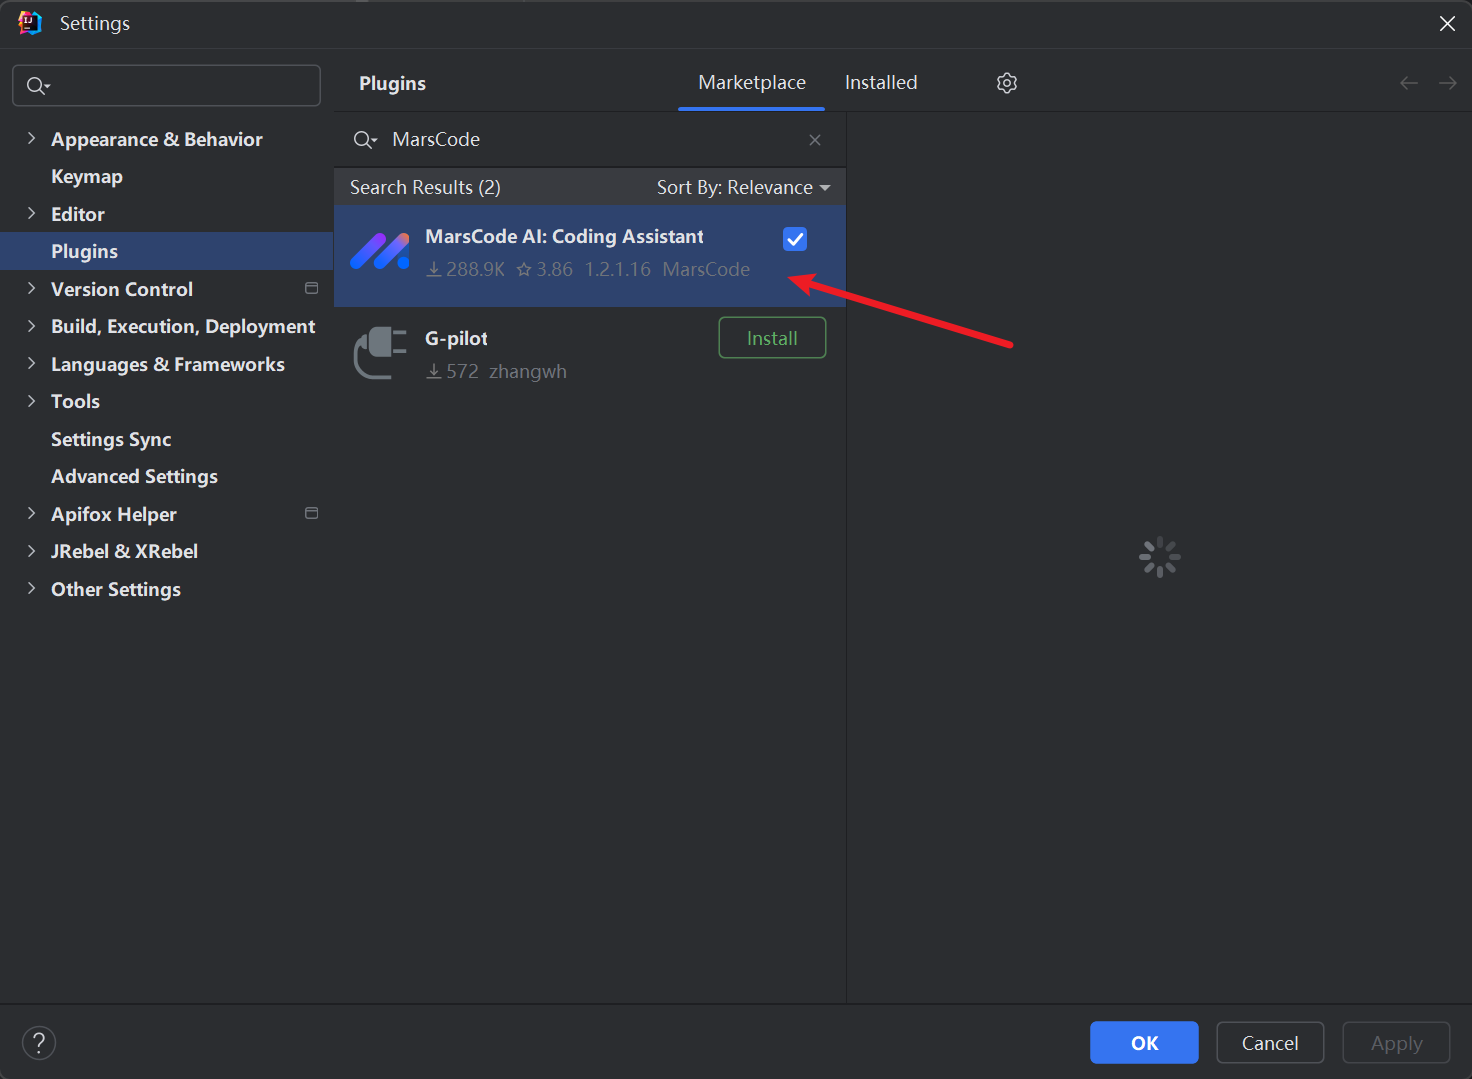 Settings
Plugins
Marketplace
Installed
Appearance & Behavior
Keymap
Editor
Plugins
Version Control
Build, Execution, Deployment
Languages & Frameworks
Tools
Settings Sync
Advanced Settings
Apifox Helper
JRebel & XRebel
Other Settings
MarsCode
Search Results (2)
Sort By: Relevance
MarsCode AI: Coding Assistant
288.9K 3.86 1.2.1.16 MarsCode
G-pilot
Install
572 zhangwh
?
OK
Cancel
Apply